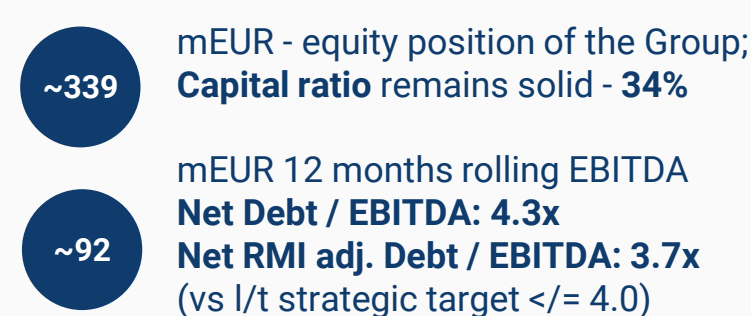 ~339
mEUR - equity position of the Group;
Capital ratio remains solid - 34%
~92
mEUR 12 months rolling EBITDA
Net Debt / EBITDA: 4.3x
Net RMI adj. Debt / EBITDA: 3.7x
(vs l/t strategic target </= 4.0)